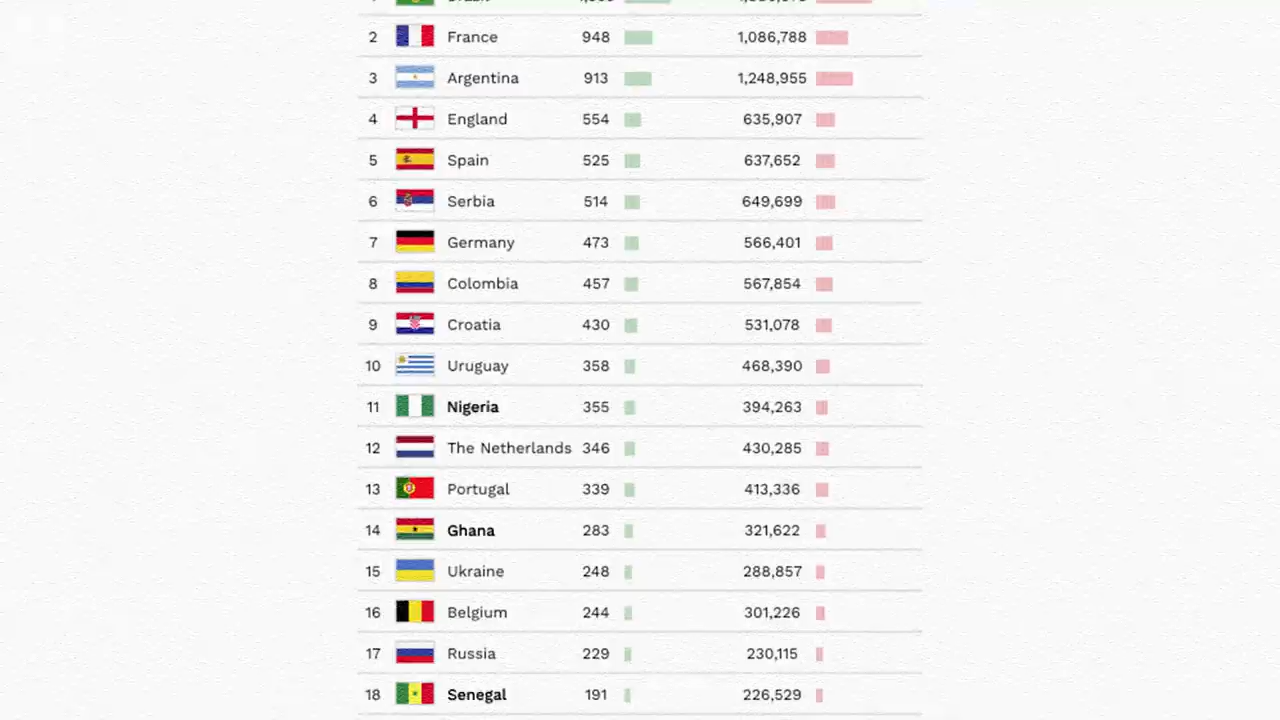 2 France 948 1,086,788
3 Argentina 913 1,248,955
4 England 554 635,907
5 Spain 525 637,652
6 Serbia 514 649,699
7 Germany 473 566,401
8 Colombia 457 567,854
9 Croatia 430 531,078
10 Uruguay 358 468,390
11 Nigeria 355 394,263
12 The Netherlands 346 430,285
13 Portugal 339 413,336
14 Ghana 283 321,622
15 Ukraine 248 288,857
16 Belgium 244 301,226
17 Russia 229 230,115
18 Senegal 191 226,529